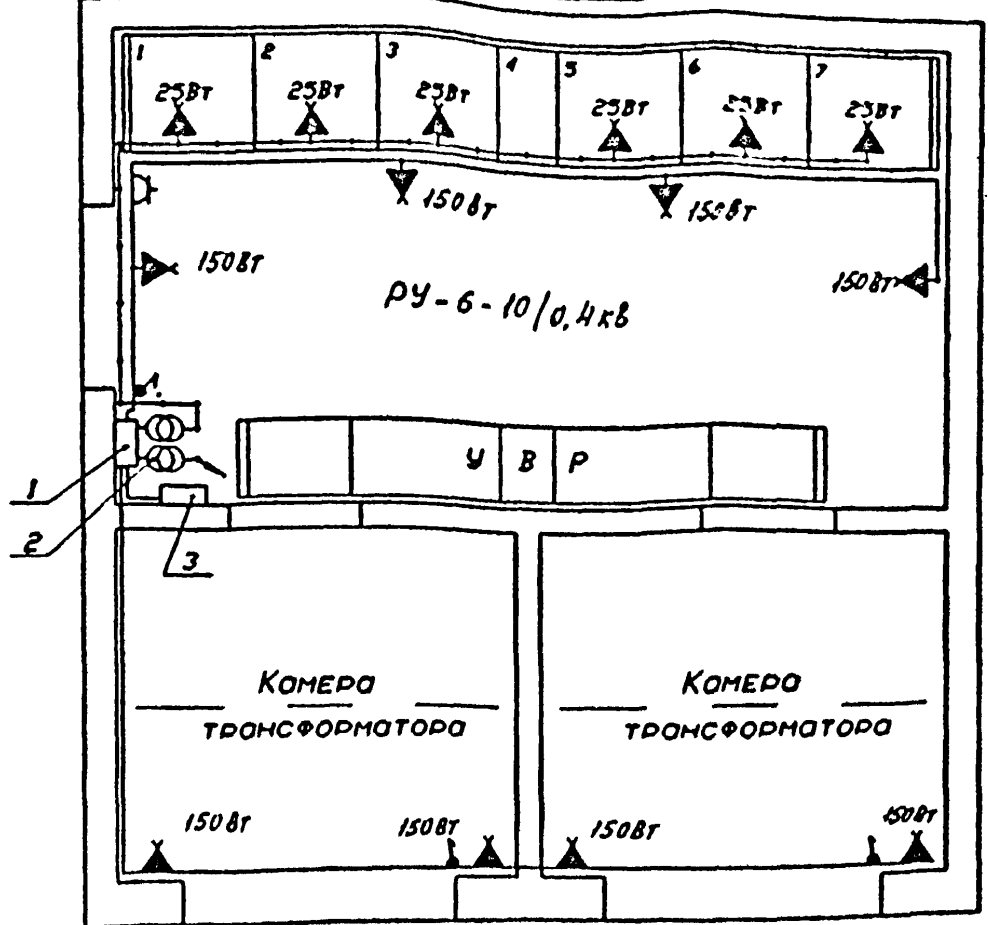 1 2 3 4 5 6 7
25Вт 25Вт 25Вт 25Вт 25Вт 25Вт
150Вт 150Вт
150Вт 150Вт
РУ-6-10/0,4кв
У В Р
1
2
3
Камера Камера
трансформатора трансформатора
150Вт 150Вт 150Вт 150Вт